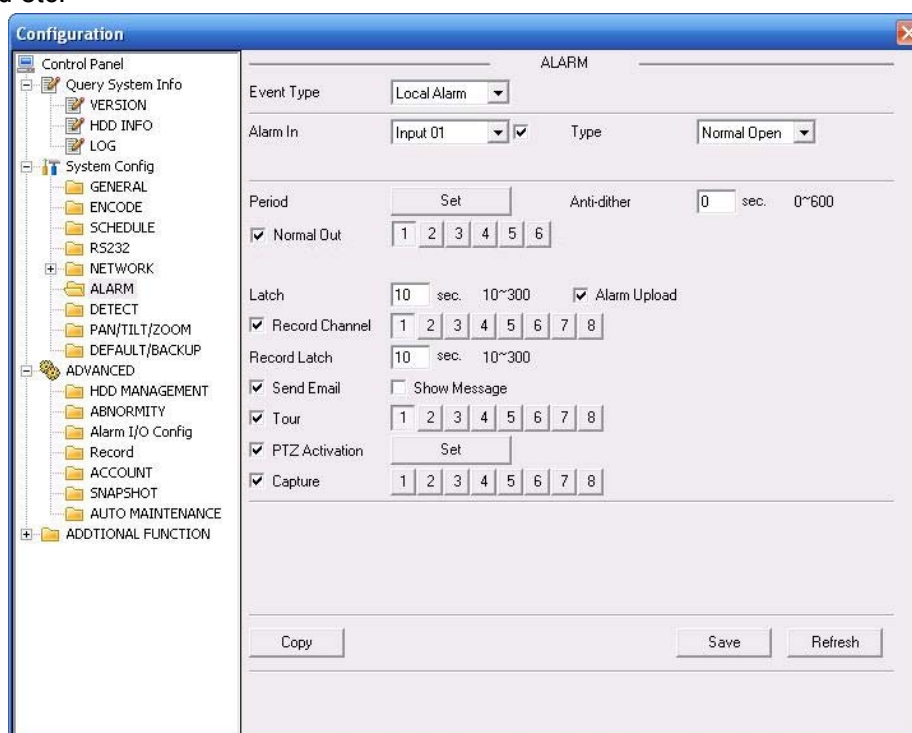 Configuration
Control Panel
Query System Info
VERSION
HDD INFO
LOG
System Config
GENERAL
ENCODE
SCHEDULE
RS232
NETWORK
ALARM
DETECT
PAN/TILT/ZOOM
DEFAULT/BACKUP
ADVANCED
HDD MANAGEMENT
ABNORMITY
Alarm I/O Config
Record
ACCOUNT
SNAPSHOT
AUTO MAINTENANCE
ADDTIONAL FUNCTION
ALARM
Event Type Local Alarm
Alarm In Input 01 Type Normal Open
Period Set Anti-dither 0 sec. 0~600
Normal Out 1 2 3 4 5 6
Latch 10 sec. 10~300 Alarm Upload
Record Channel 1 2 3 4 5 6 7 8
Record Latch 10 sec. 10~300
Send Email Show Message
Tour 1 2 3 4 5 6 7 8
PTZ Activation Set
Capture 1 2 3 4 5 6 7 8
Copy Save Refresh